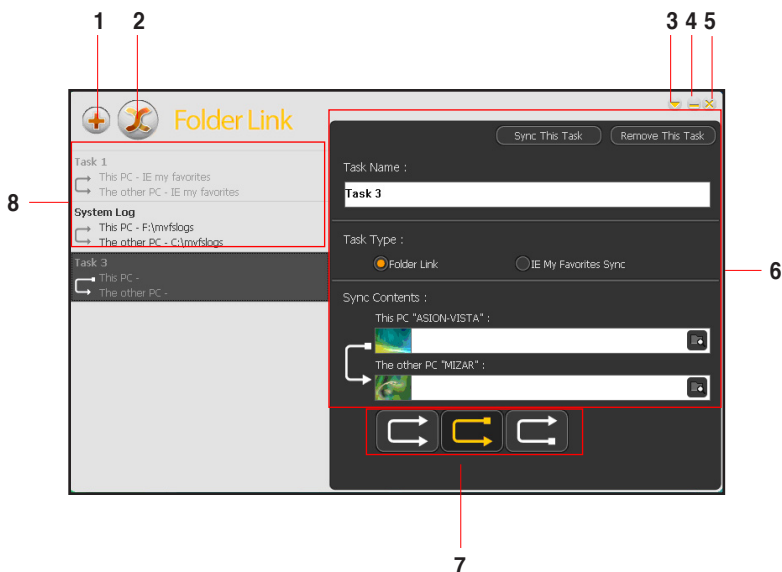 1 2 3 4 5
Folder Link
Sync This Task Remove This Task
Task 1
This PC - IE my favorites
The other PC - IE my favorites
System Log
This PC - F:\mvfslogs
The other PC - C:\mvfslogs
Task 3
This PC -
The other PC -
8
Task Name :
Task 3
Task Type :
Folder Link IE My Favorites Sync
6
Sync Contents :
This PC "ASION-VISTA" :
The other PC "MIZAR" :
7